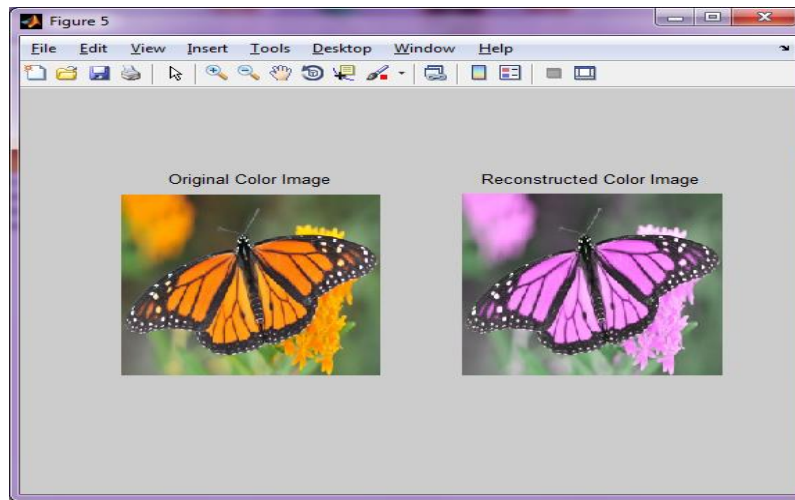 Figure 5
File Edit View Insert Tools Desktop Window Help
Original Color Image Reconstructed Color Image